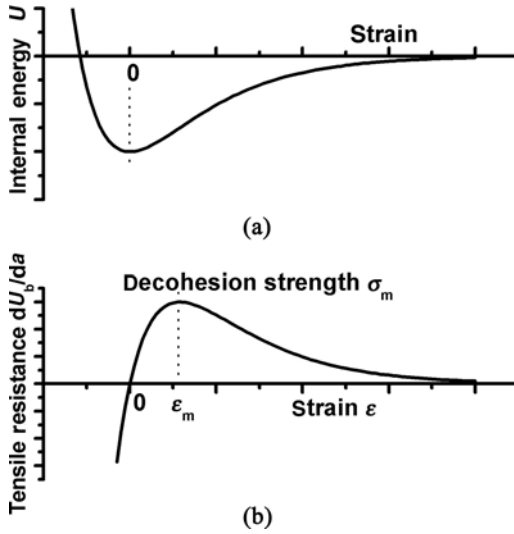 Internal energy U
Strain
0
(a)
Tensile resistance dUb/da
Decohesion strength σm
0
εm
Strain ε
(b)